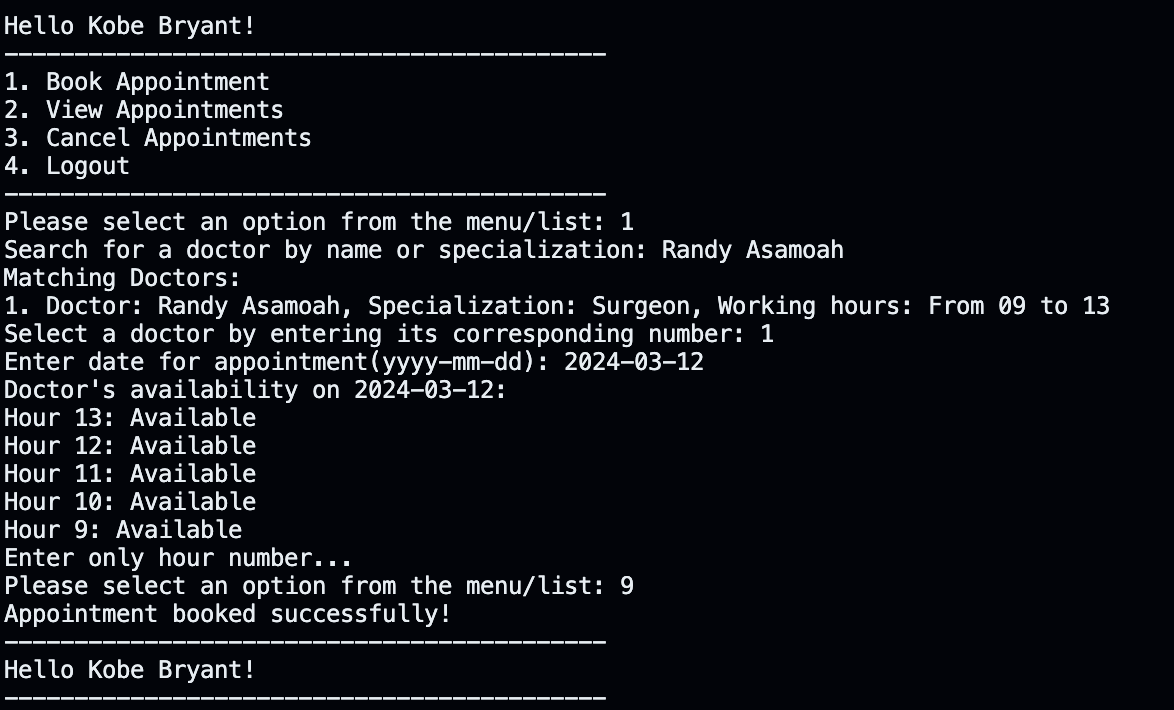 Hello Kobe Bryant!
-------------------------------------------
1. Book Appointment
2. View Appointments
3. Cancel Appointments
4. Logout
-------------------------------------------
Please select an option from the menu/list: 1
Search for a doctor by name or specialization: Randy Asamoah
Matching Doctors:
1. Doctor: Randy Asamoah, Specialization: Surgeon, Working hours: From 09 to 13
Select a doctor by entering its corresponding number: 1
Enter date for appointment(yyyy-mm-dd): 2024-03-12
Doctor's availability on 2024-03-12:
Hour 13: Available
Hour 12: Available
Hour 11: Available
Hour 10: Available
Hour 9: Available
Enter only hour number...
Please select an option from the menu/list: 9
Appointment booked successfully!
-------------------------------------------
Hello Kobe Bryant!
-------------------------------------------